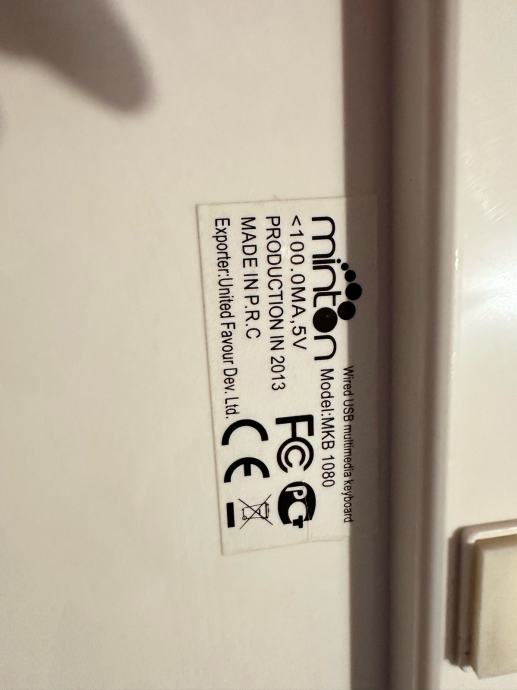 minton
Wired USB multimedia keyboard
Model:MKB 1080
<100.0MA,5V
PRODUCTION IN 2013
MADE IN P.R.C
Exporter:United Favour Dev. Ltd.
FC
CE